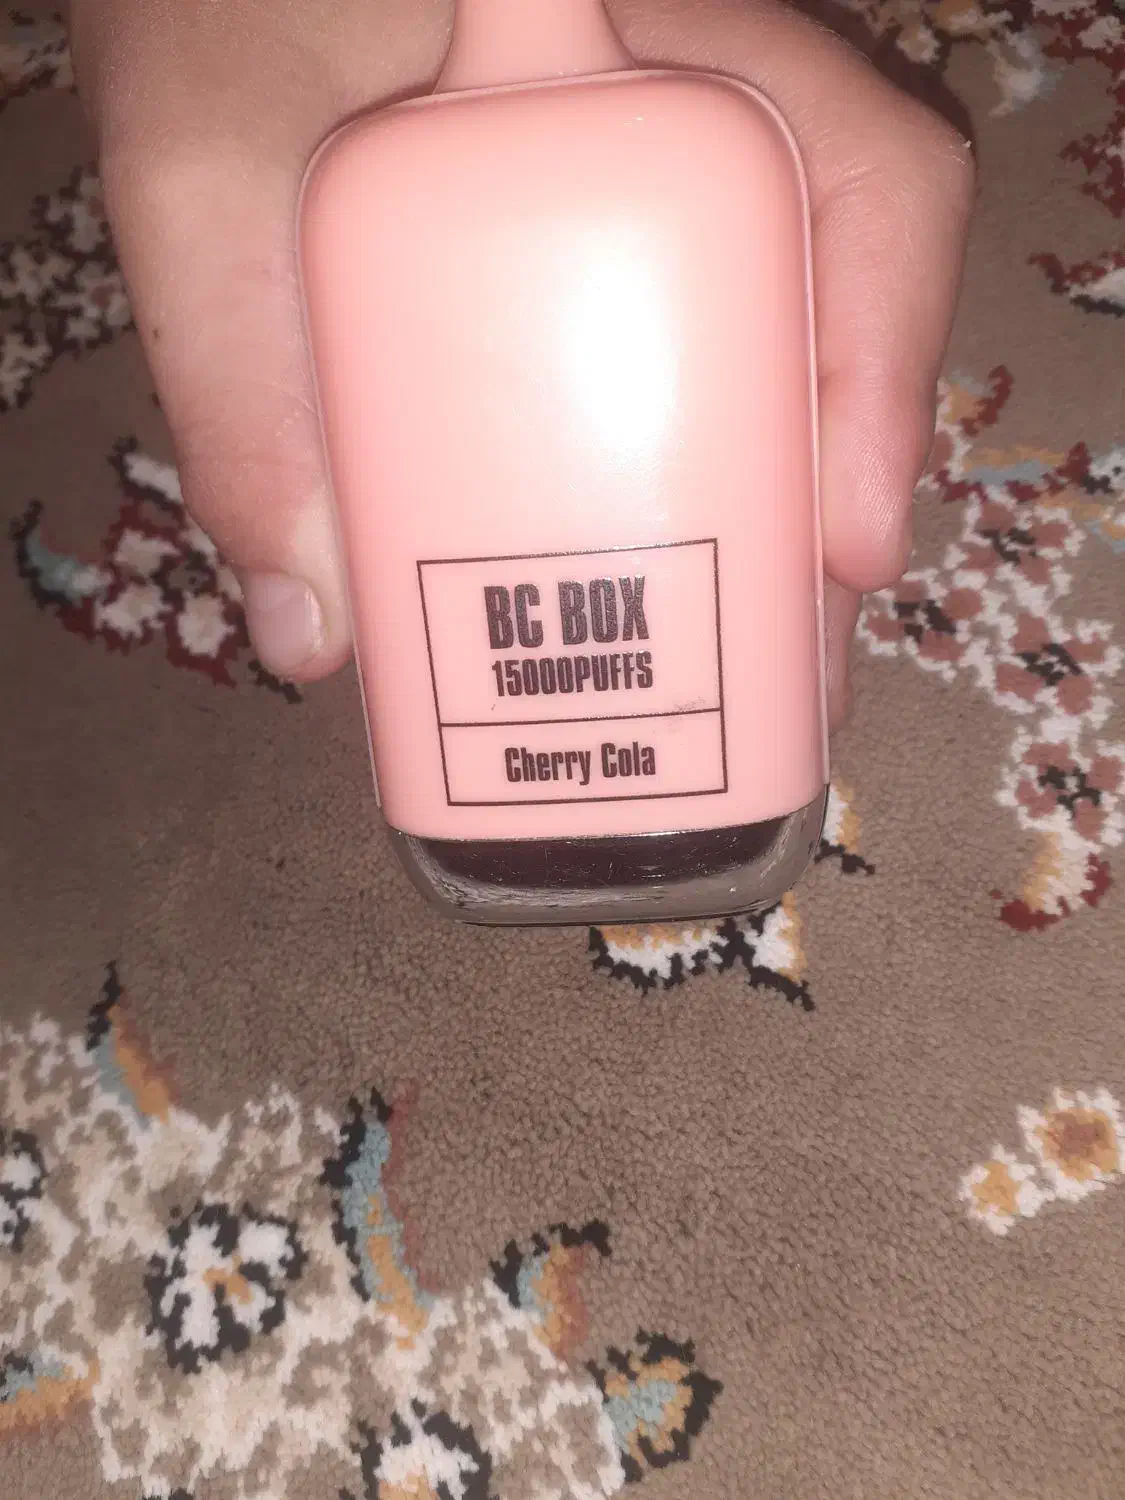 BC BOX
15000PUFFS
Cherry Cola